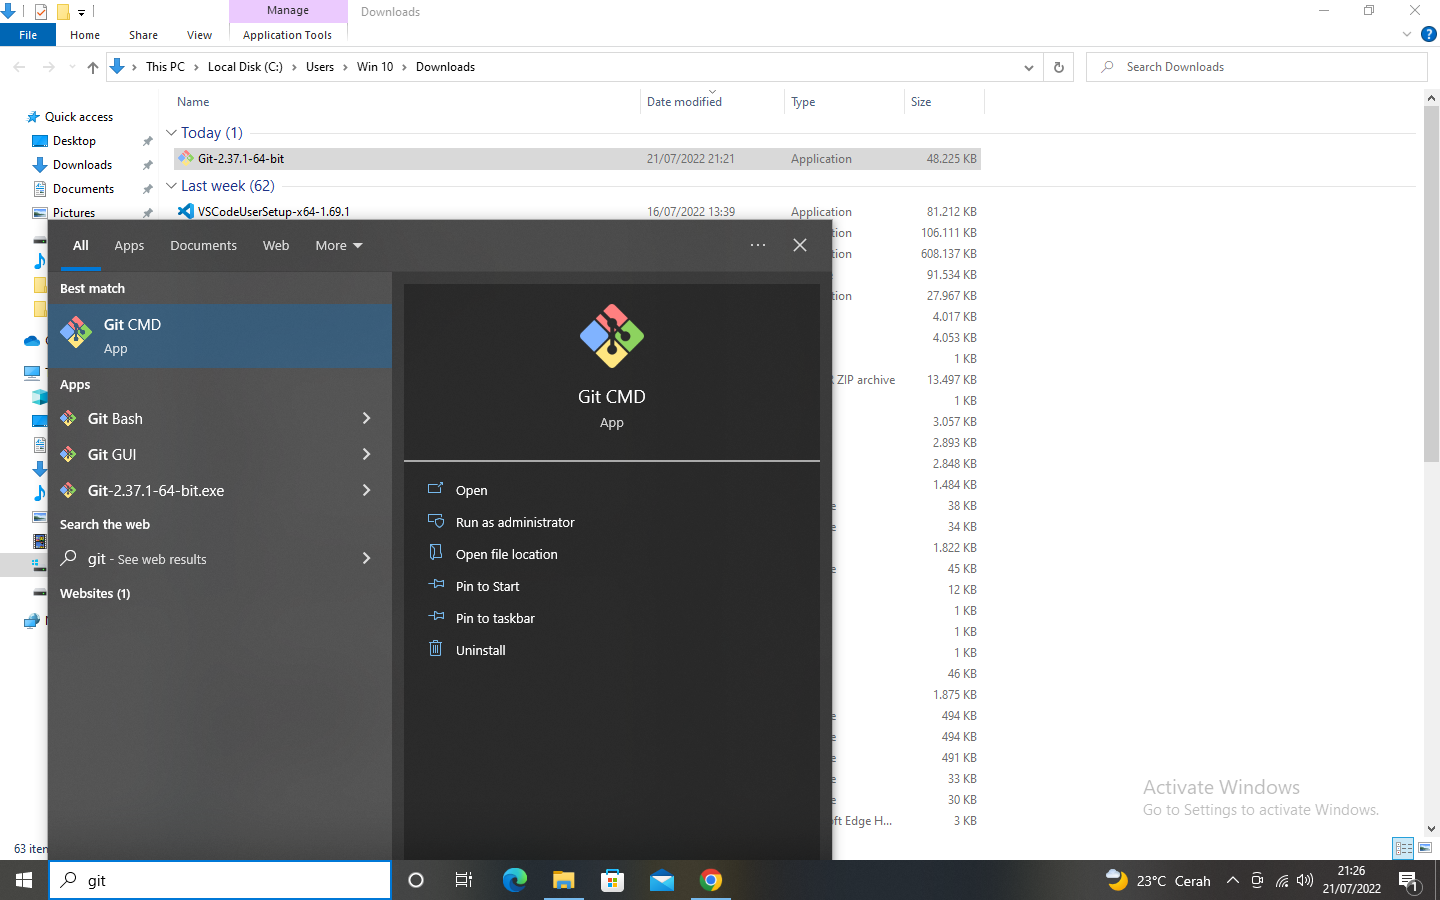 Manage
Downloads
File
Home
Share
View
Application Tools
This PC
Local Disk (C:)
Users
Win 10
Downloads
Search Downloads
Name
Date modified
Type
Size
Quick access
Desktop
Downloads
Documents
Pictures
Today (1)
Git-2.37.1-64-bit
21/07/2022 21:21
Application
48.225 KB
Last week (62)
VSCodeUserSetup-x64-1.69.1
16/07/2022 13:39
Application
81.212 KB
106.111 KB
608.137 KB
91.534 KB
27.967 KB
4.017 KB
4.053 KB
1 KB
ZIP archive
13.497 KB
1 KB
3.057 KB
2.893 KB
2.848 KB
1.484 KB
38 KB
34 KB
1.822 KB
45 KB
12 KB
1 KB
1 KB
1 KB
46 KB
1.875 KB
494 KB
494 KB
491 KB
33 KB
30 KB
Edge H...
3 KB
All
Apps
Documents
Web
More
Best match
Git CMD
App
Apps
Git Bash
Git GUI
Git-2.37.1-64-bit.exe
Search the web
git - See web results
Websites (1)
Git CMD
App
Open
Run as administrator
Open file location
Pin to Start
Pin to taskbar
Uninstall
Activate Windows
Go to Settings to activate Windows.
63
git
23°C Cerah
21:26
21/07/2022
1